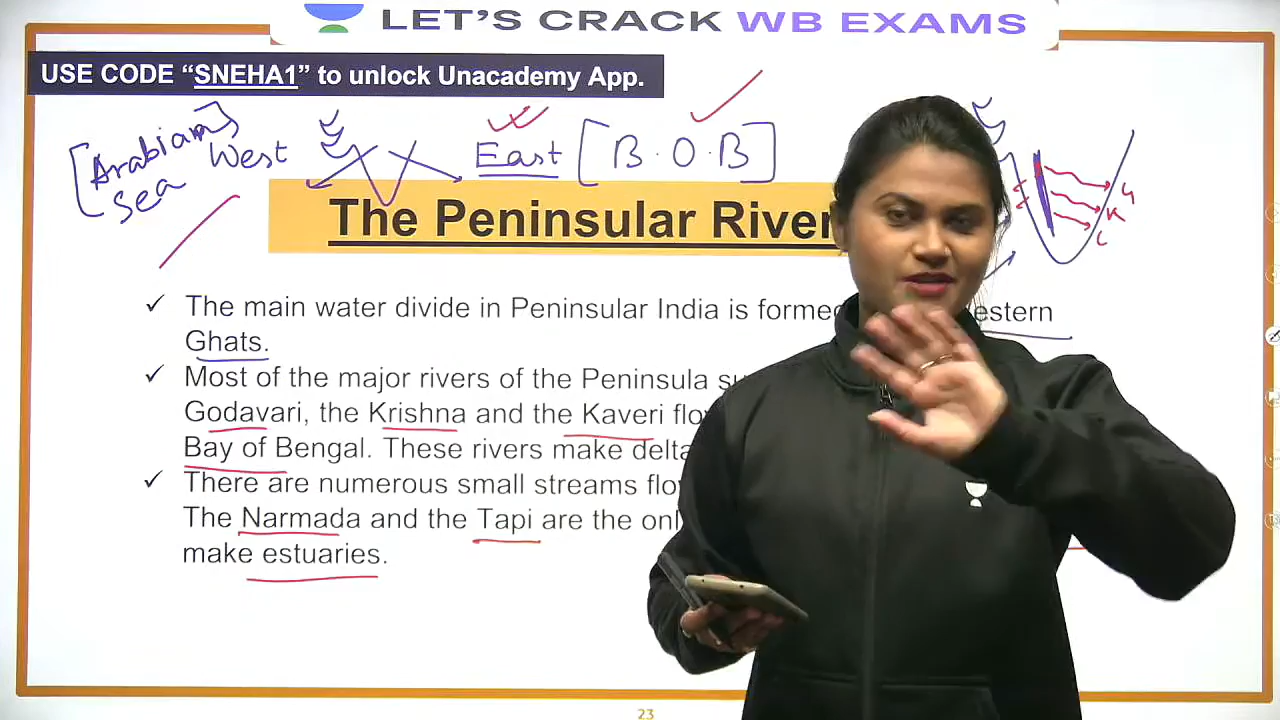 LET'S CRACK WB EXAMS
USE CODE “SNEHA1” to unlock Unacademy App.
[Arabian Sea] West East [B.O.B]
The Peninsular River
The main water divide in Peninsular India is formed estern
Ghats.
Most of the major rivers of the Peninsula su
Godavari, the Krishna and the Kaveri flo
Bay of Bengal. These rivers make delta
There are numerous small streams flo
The Narmada and the Tapi are the onl
make estuaries.
G
K
C
23